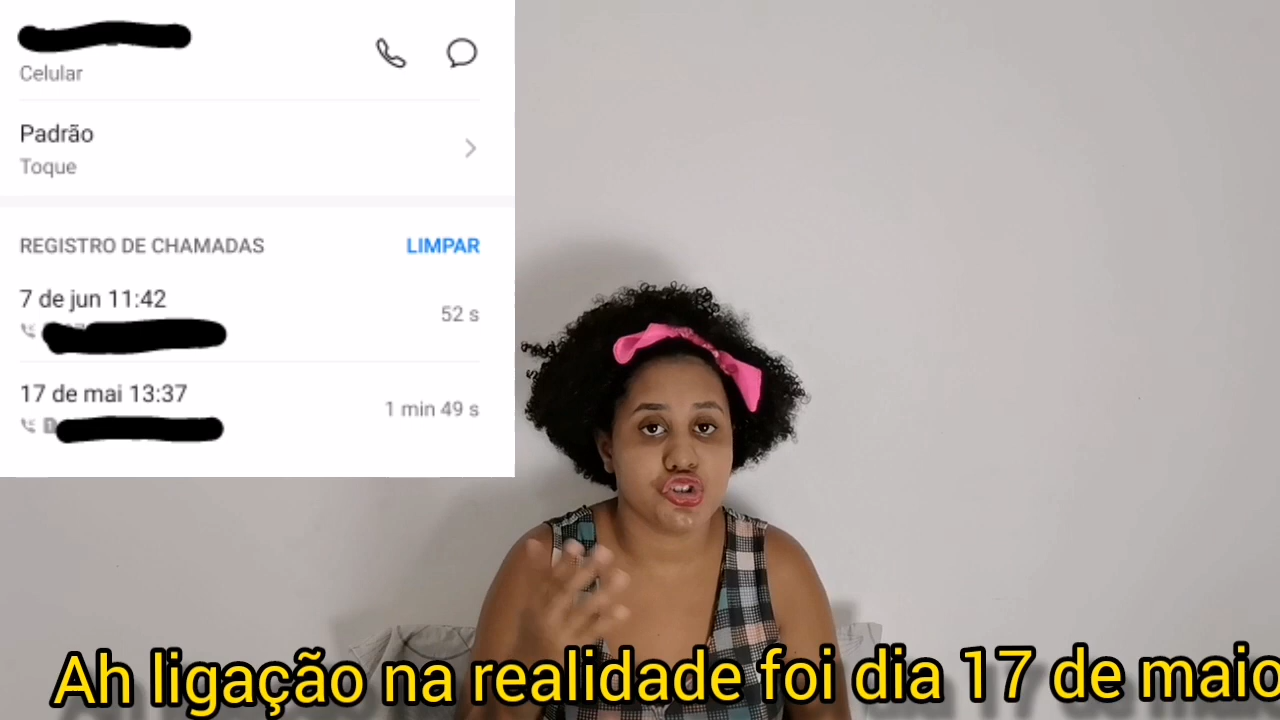 Celular
Padrão
Toque
REGISTRO DE CHAMADAS LIMPAR
7 de jun 11:42
52 s
17 de mai 13:37
1 min 49 s
Ah ligação na realidade foi dia 17 de maio